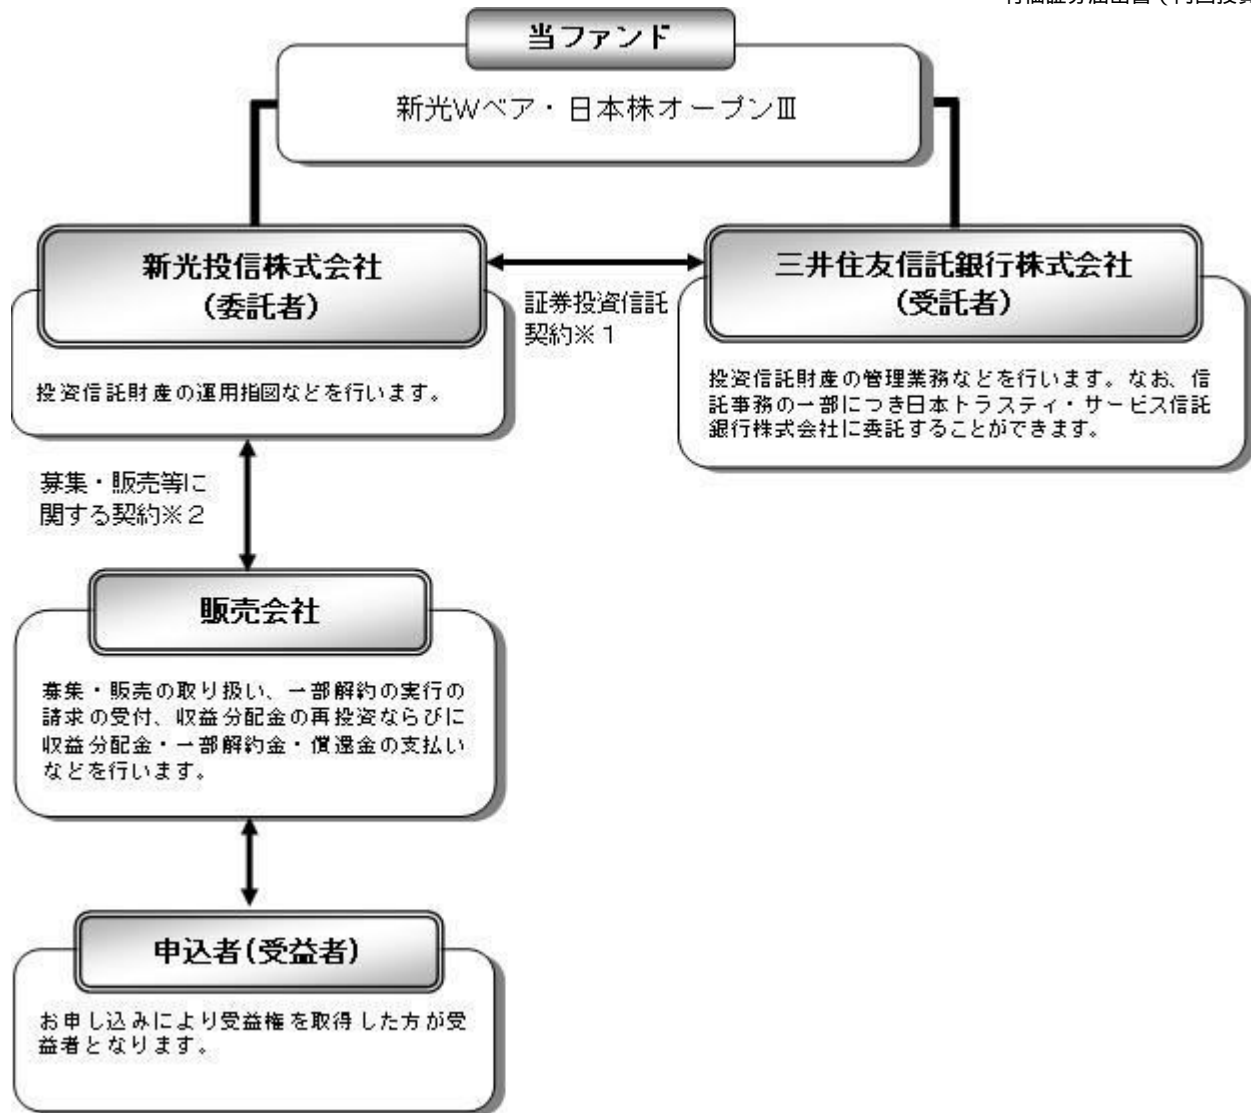 当ファンド
新光Wベア・日本株オープンⅢ
新光投信株式会社
(委託者)
投資信託財産の運用指図などを行います。
証券投資信託
契約※１
三井住友信託銀行株式会社
(受託者)
投資信託財産の管理業務などを行います。なお、信
託事務の一部につき日本トラスティ・サービス信託
銀行株式会社に委託することができます。
募集・販売等に
関する契約※２
販売会社
募集・販売の取り扱い、一部解約の実行の
請求の受付、収益分配金の再投資ならびに
収益分配金・一部解約金・償還金の支払い
などを行います。
申込者(受益者)
お申し込みにより受益権を取得した方が受
益者となります。